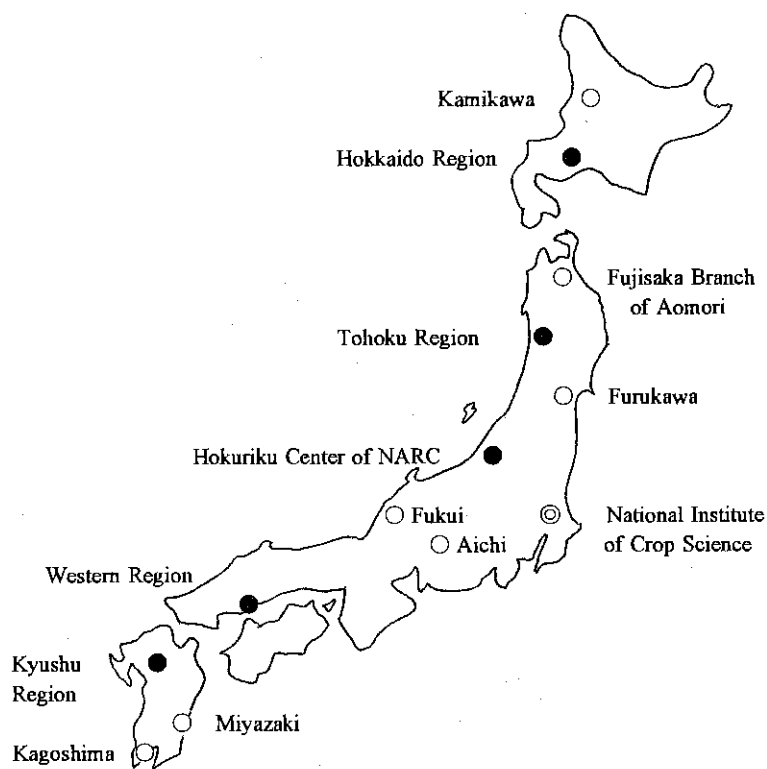 Kamikawa
Hokkaido Region
Fujisaka Branch
of Aomori
Tohoku Region
Furukawa
Hokuriku Center of NARC
Fukui
National Institute
of Crop Science
Aichi
Western Region
Kyushu
Region
Miyazaki
Kagoshima